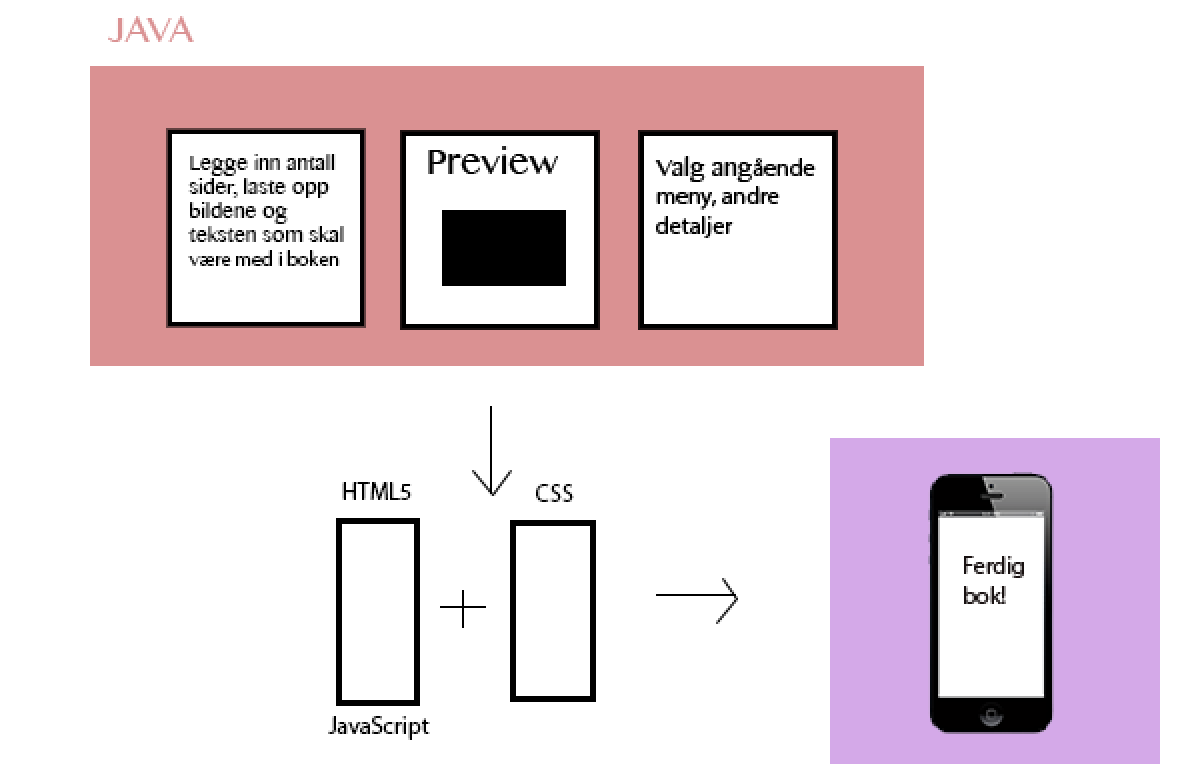 JAVA
Legge inn antall
sider, laste opp
bildene og
teksten som skal
være med i boken
Preview
Valg angående
meny, andre
detaljer
HTML5
CSS
JavaScript
Ferdig
bok!